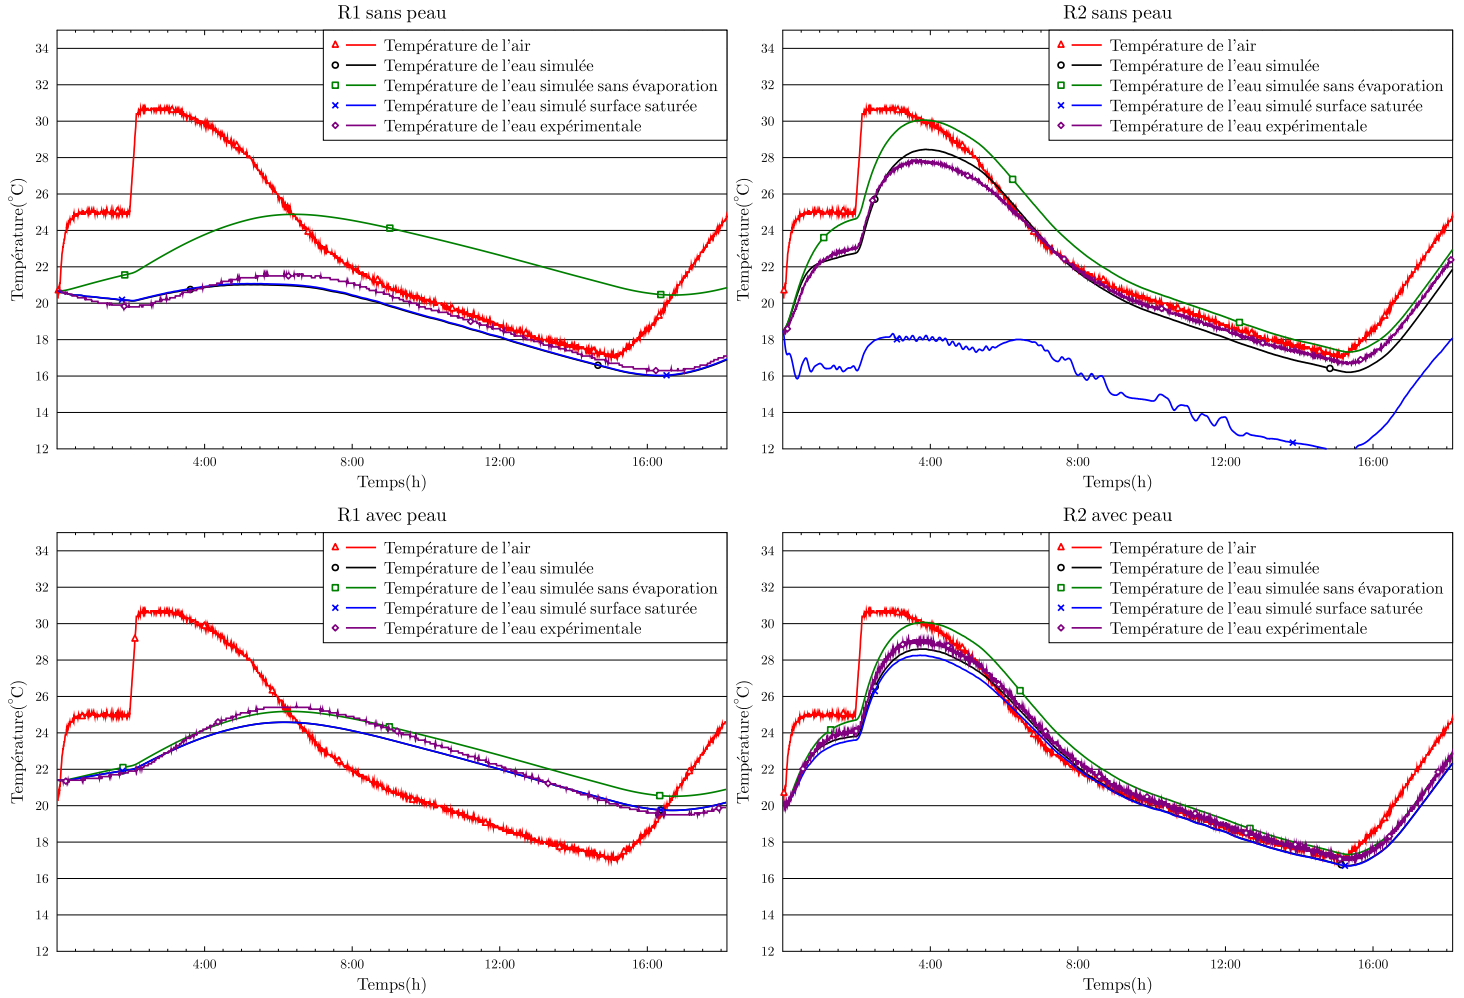 R1 sans peau
Température(°C)
34
32
30
28
26
24
22
20
18
16
14
12
Température de l'air
Température de l'eau simulée
Température de l'eau simulée sans évaporation
Température de l'eau simulé surface saturée
Température de l'eau expérimentale
4:00 8:00 12:00 16:00
Temps(h)
R2 sans peau
Température(°C)
34
32
30
28
26
24
22
20
18
16
14
12
Température de l'air
Température de l'eau simulée
Température de l'eau simulée sans évaporation
Température de l'eau simulé surface saturée
Température de l'eau expérimentale
4:00 8:00 12:00 16:00
Temps(h)
R1 avec peau
Température(°C)
34
32
30
28
26
24
22
20
18
16
14
12
Température de l'air
Température de l'eau simulée
Température de l'eau simulée sans évaporation
Température de l'eau simulé surface saturée
Température de l'eau expérimentale
4:00 8:00 12:00 16:00
Temps(h)
R2 avec peau
Température(°C)
34
32
30
28
26
24
22
20
18
16
14
12
Température de l'air
Température de l'eau simulée
Température de l'eau simulée sans évaporation
Température de l'eau simulé surface saturée
Température de l'eau expérimentale
4:00 8:00 12:00 16:00
Temps(h)